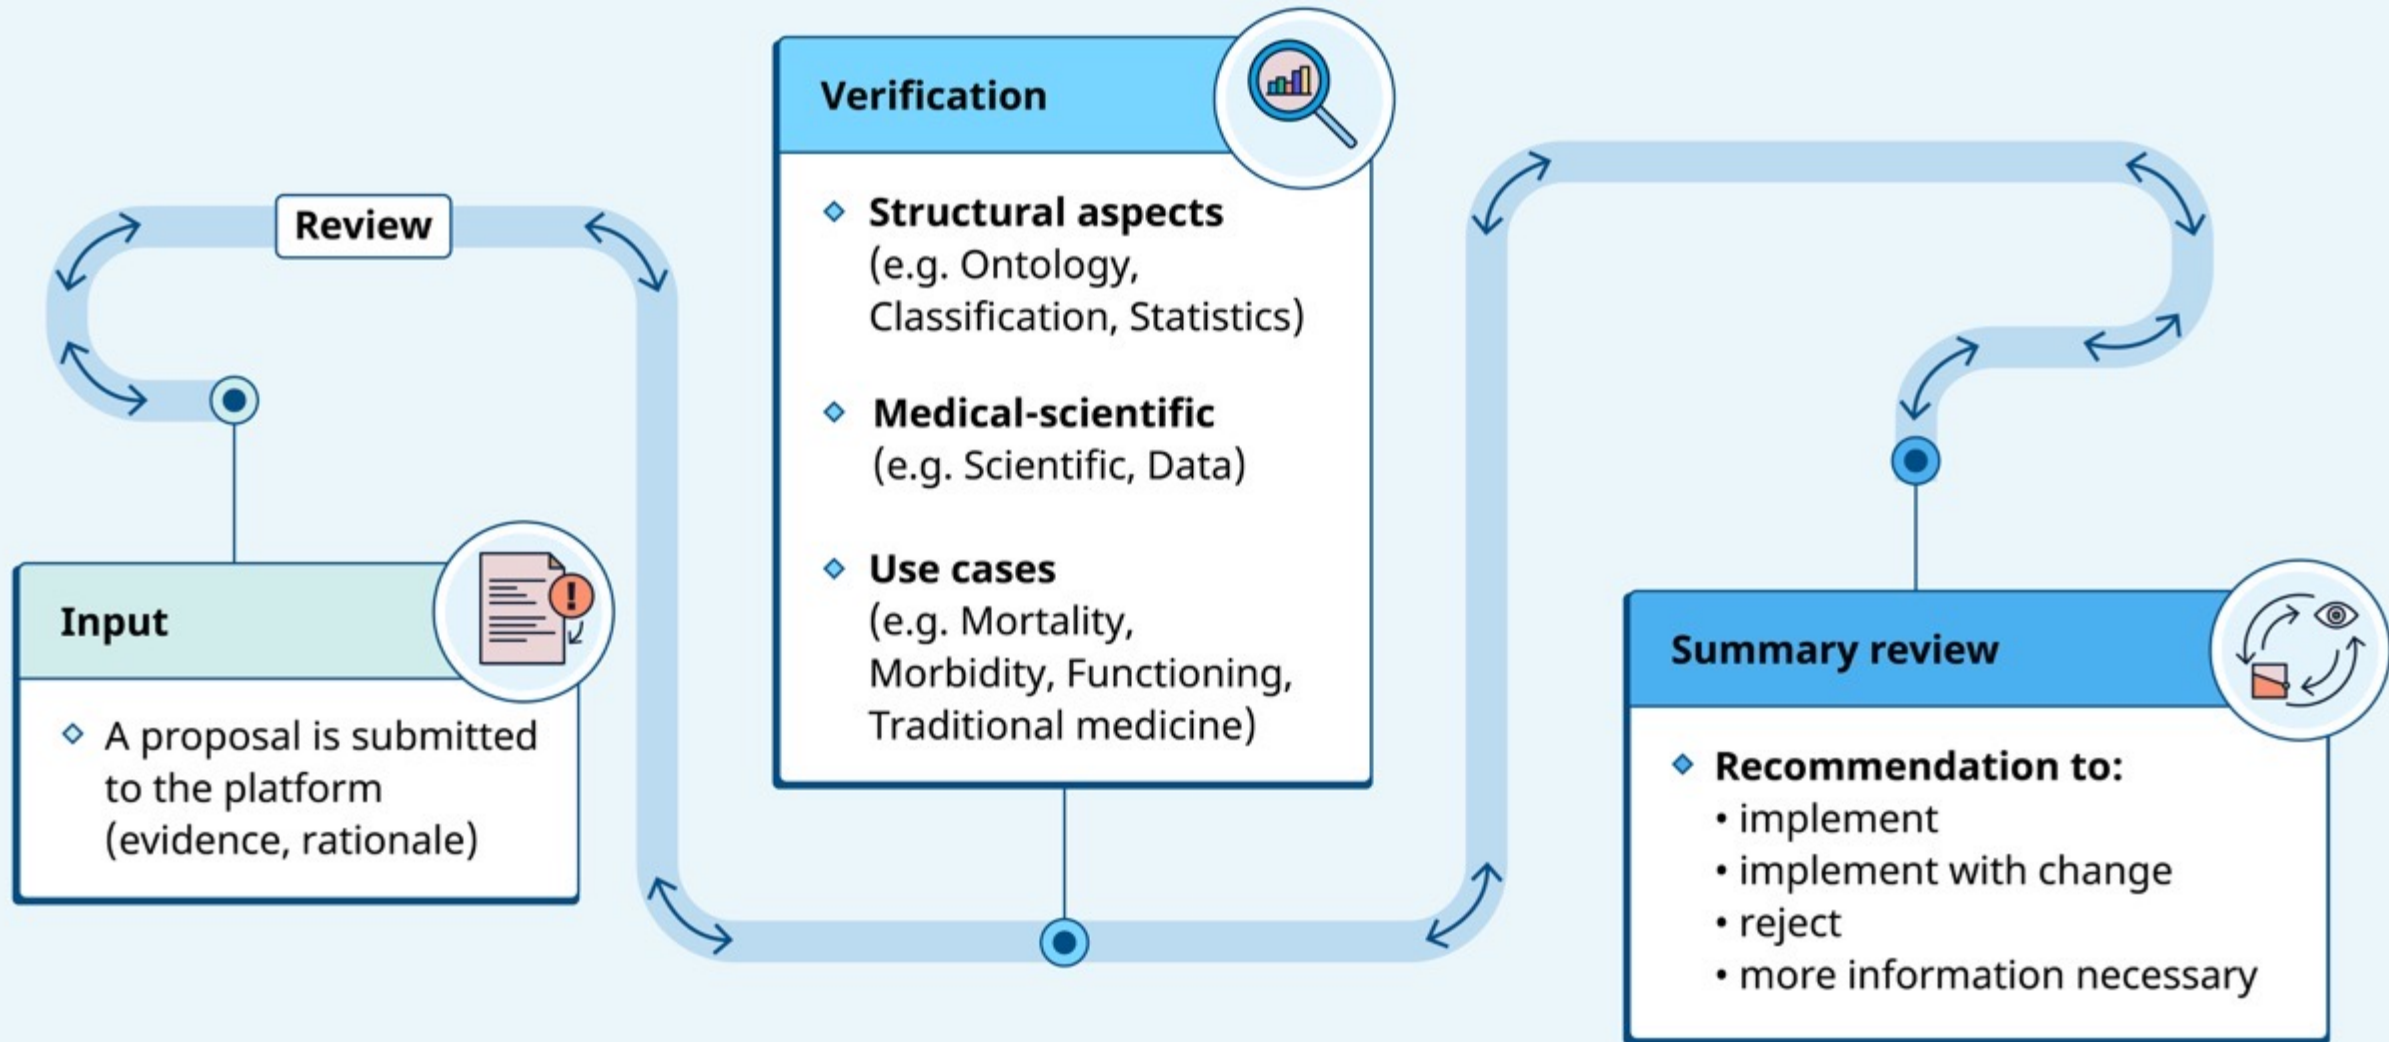 Review
Input
A proposal is submitted
to the platform
(evidence, rationale)
Verification
Structural aspects
(e.g. Ontology,
Classification, Statistics)
Medical-scientific
(e.g. Scientific, Data)
Use cases
(e.g. Mortality,
Morbidity, Functioning,
Traditional medicine)
Summary review
Recommendation to:
• implement
• implement with change
• reject
• more information necessary